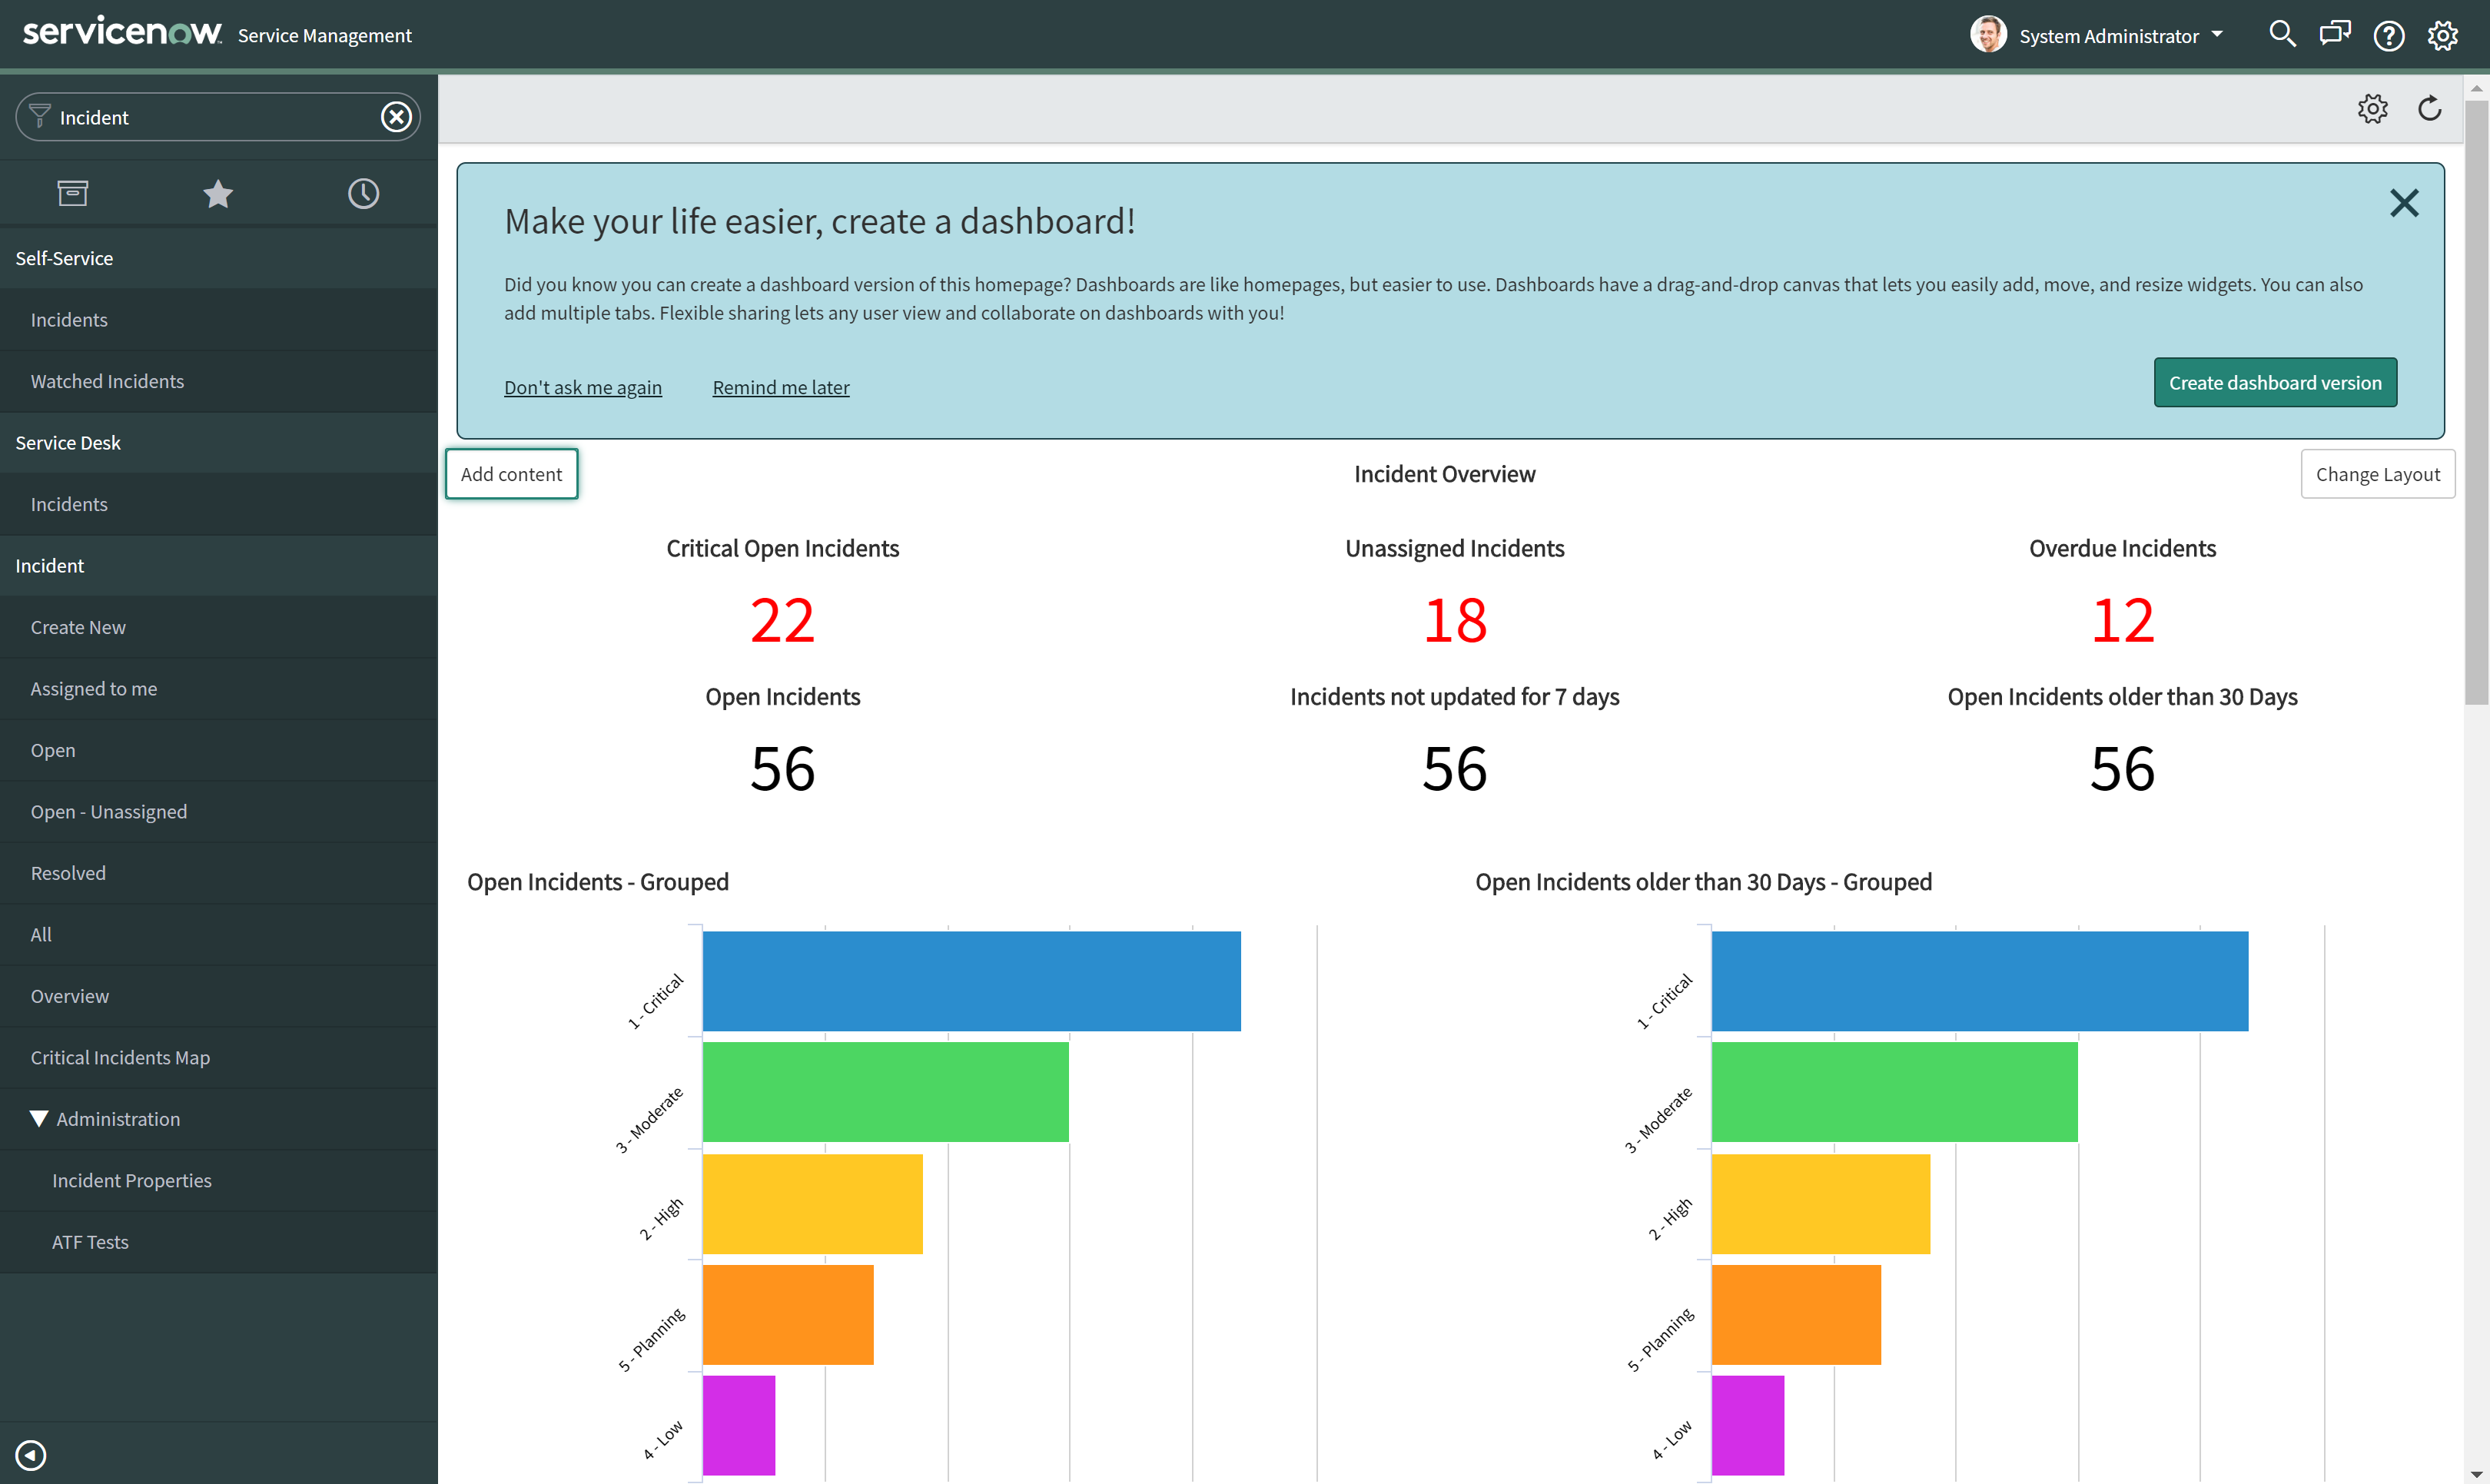 servicenow Service Management
System Administrator
Incident
Self-Service
Incidents
Watched Incidents
Service Desk
Incidents
Incident
Create New
Assigned to me
Open
Open - Unassigned
Resolved
All
Overview
Critical Incidents Map
Administration
Incident Properties
ATF Tests
Make your life easier, create a dashboard!
Did you know you can create a dashboard version of this homepage? Dashboards are like homepages, but easier to use. Dashboards have a drag-and-drop canvas that lets you easily add, move, and resize widgets. You can also
add multiple tabs. Flexible sharing lets any user view and collaborate on dashboards with you!
Don't ask me again Remind me later Create dashboard version
Add content Incident Overview Change Layout
Critical Open Incidents Unassigned Incidents Overdue Incidents
22 18 12
Open Incidents Incidents not updated for 7 days Open Incidents older than 30 Days
56 56 56
Open Incidents - Grouped
1 - Critical
3 - Moderate
2 - High
5 - Planning
4 - Low
Open Incidents older than 30 Days - Grouped
1 - Critical
3 - Moderate
2 - High
5 - Planning
4 - Low